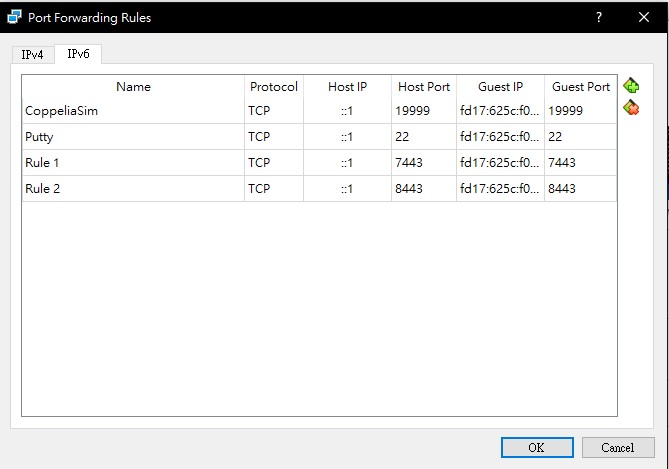 Port Forwarding Rules ?
IPv4 IPv6
Name Protocol Host IP Host Port Guest IP Guest Port
CoppeliaSim TCP ::1 19999 fd17:625c:f0... 19999
Putty TCP ::1 22 fd17:625c:f0... 22
Rule 1 TCP ::1 7443 fd17:625c:f0... 7443
Rule 2 TCP ::1 8443 fd17:625c:f0... 8443
OK Cancel